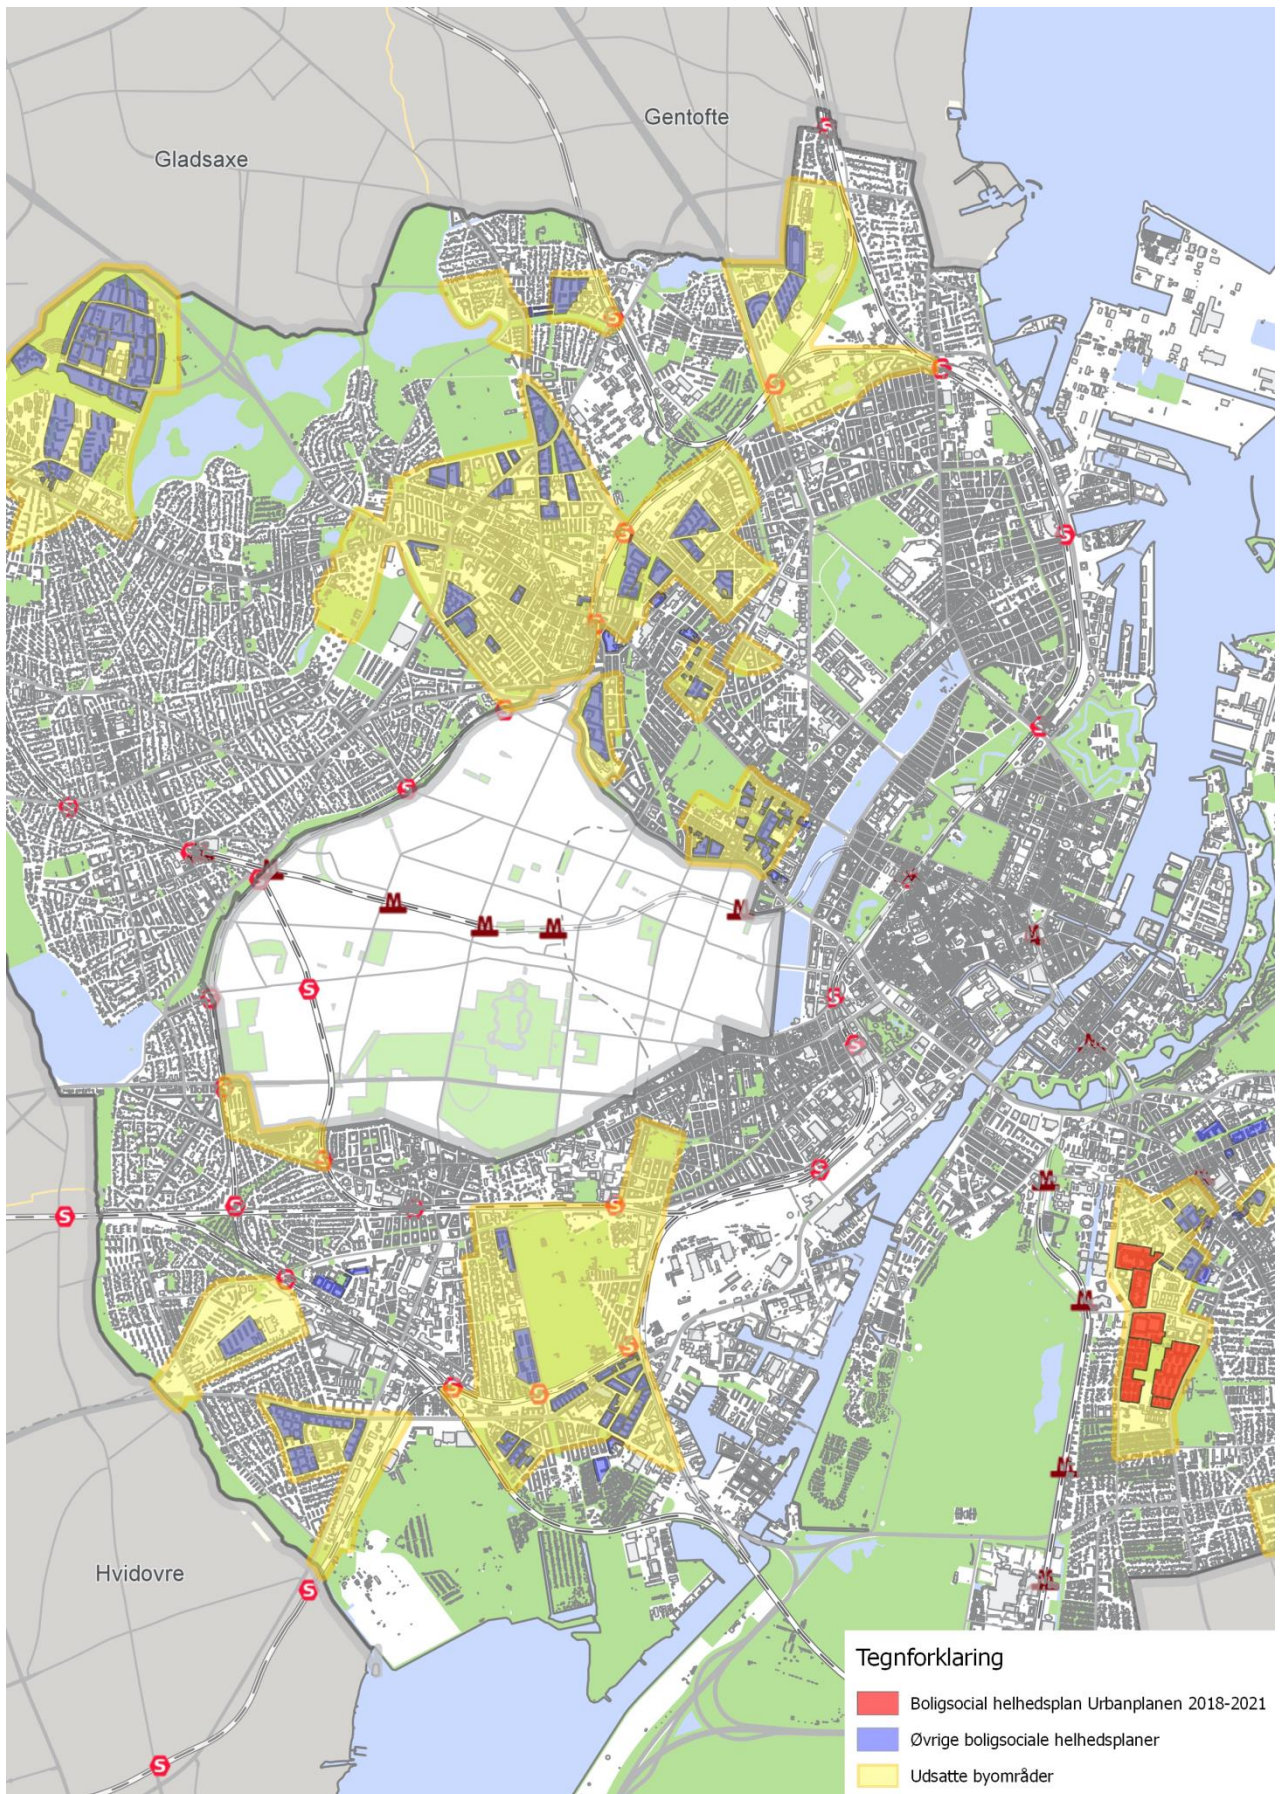 Gentofte
Gladsaxe
S
S
S
S
S
S
S
S
S
S
S
S
M
M
M
M
M
S
S
S
S
M
S
S
S
S
M
S
S
M
S
S
S
M
Hvidovre
M
S
S
Tegnforklaring
Boligsocial helhedsplan Urbanplanen 2018-2021
Øvrige boligsociale helhedsplaner
Udsatte byområder